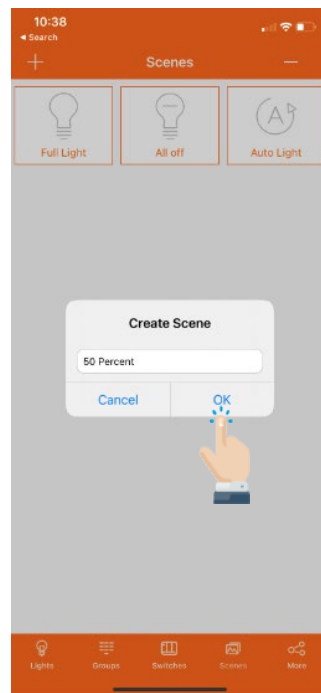 10:38
◀ Search
Scenes
Full Light
All off
A
Auto Light
Create Scene
50 Percent
Cancel
OK
Lights
Groups
Switches
Scenes
More